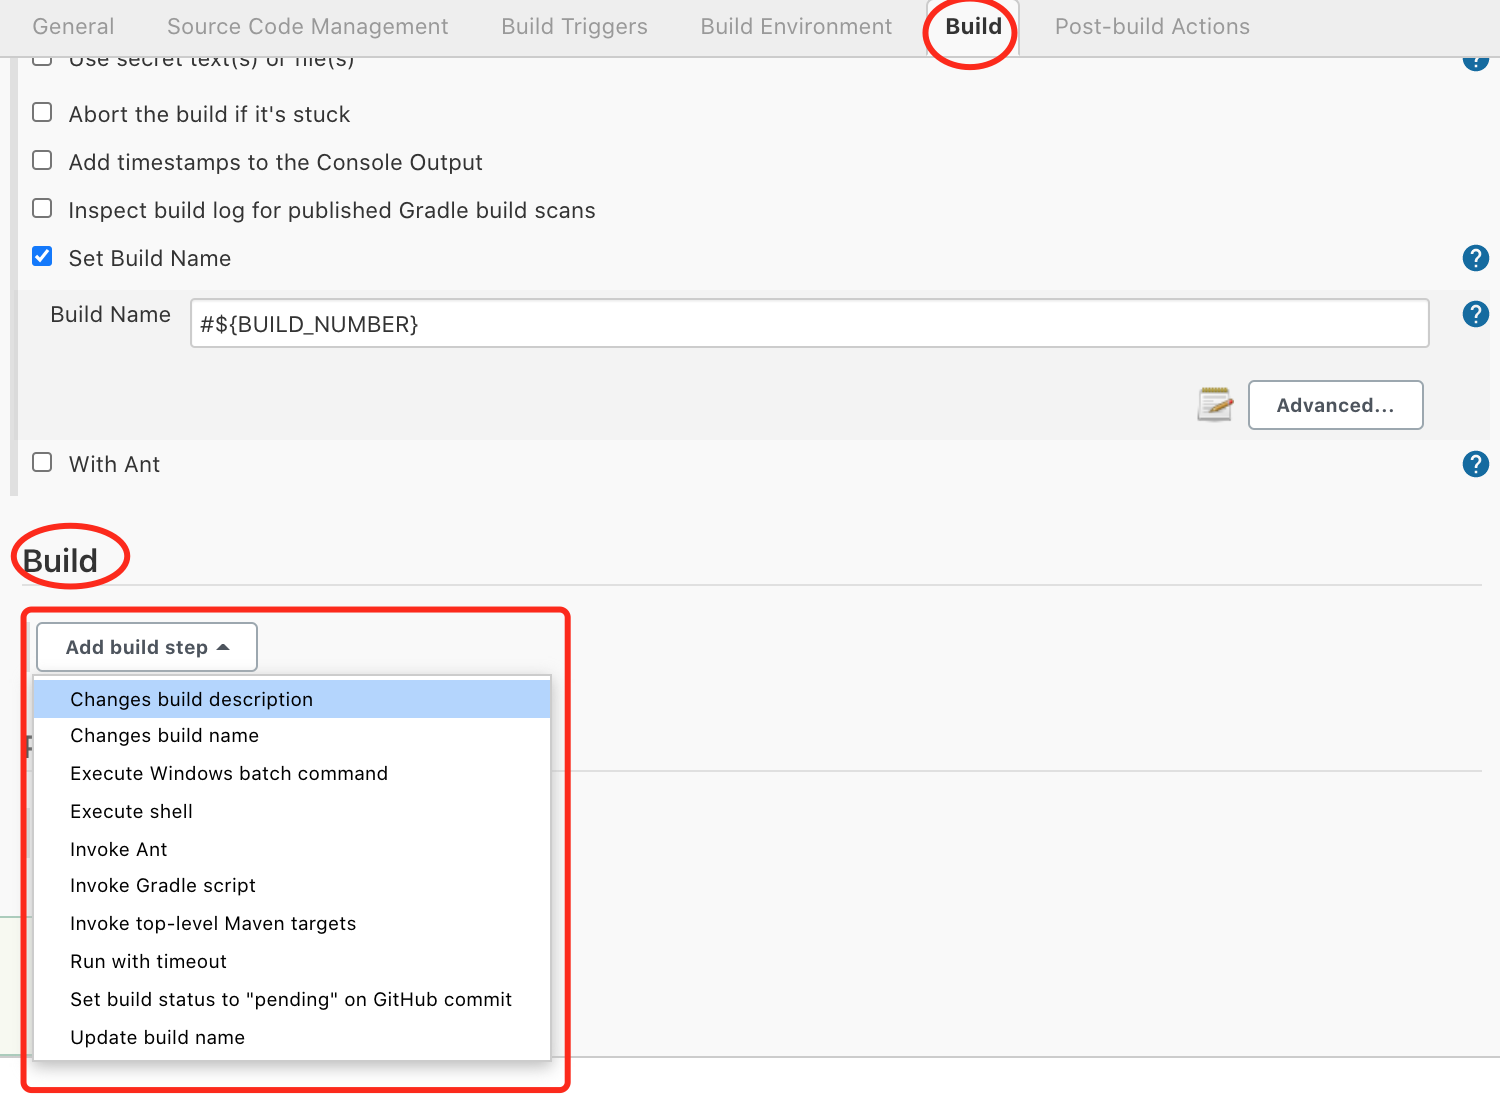 General Source Code Management Build Triggers Build Environment Build Post-build Actions
Use secret text(s) or file(s)
?
Abort the build if it's stuck
Add timestamps to the Console Output
Inspect build log for published Gradle build scans
Set Build Name
?
Build Name
#${BUILD_NUMBER}
?
Advanced...
With Ant
?
Build
Add build step
Changes build description
Changes build name
Execute Windows batch command
Execute shell
Invoke Ant
Invoke Gradle script
Invoke top-level Maven targets
Run with timeout
Set build status to "pending" on GitHub commit
Update build name